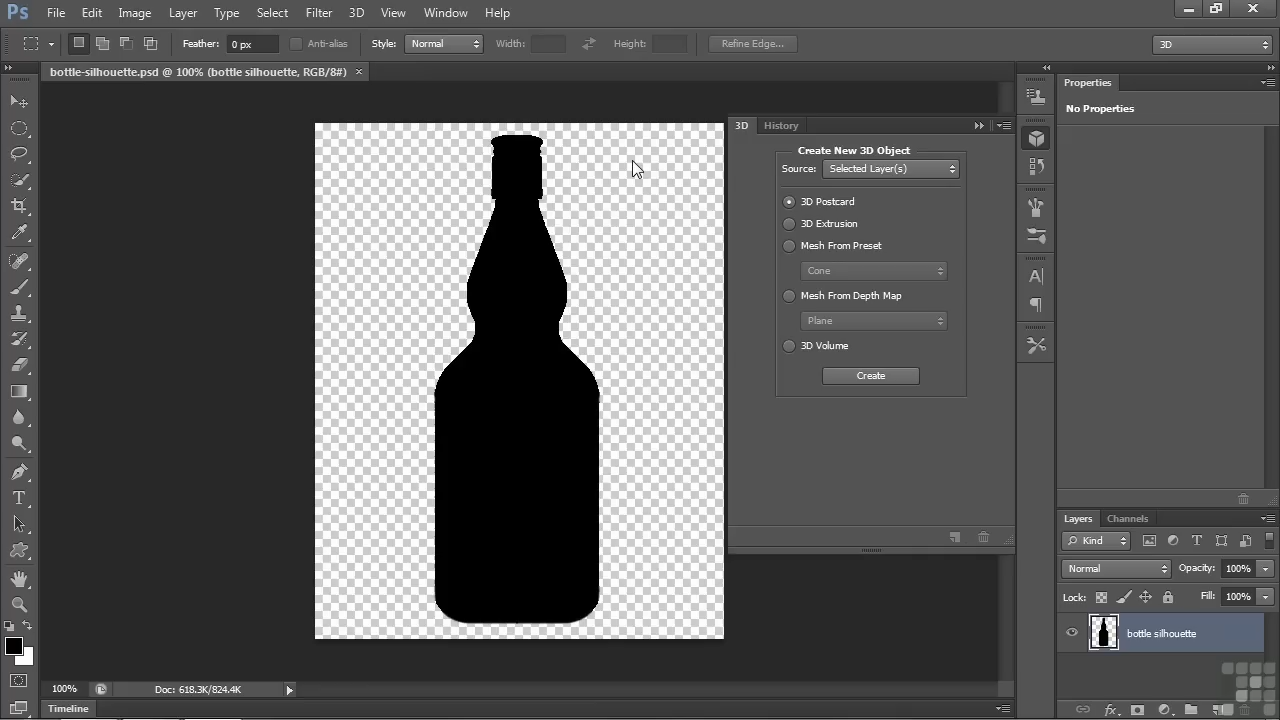 Ps File Edit Image Layer Type Select Filter 3D View Window Help
Feather: 0 px Anti-alias Style: Normal Width: Height: Refine Edge... 3D
bottle-silhouette.psd @ 100% (bottle silhouette, RGB/8#) ×
Properties
No Properties
3D History
Create New 3D Object
Source: Selected Layer(s)
3D Postcard
3D Extrusion
Mesh From Preset
Cone
Mesh From Depth Map
Plane
3D Volume
Create
Layers Channels
Kind
Normal Opacity: 100%
Lock: Fill: 100%
bottle silhouette
100% Doc: 618.3K/824.4K
Timeline